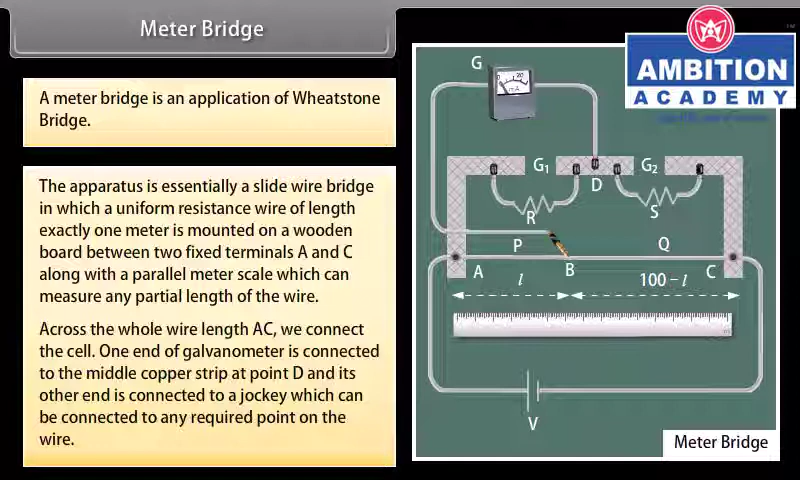 Meter Bridge
A meter bridge is an application of Wheatstone
Bridge.
The apparatus is essentially a slide wire bridge
in which a uniform resistance wire of length
exactly one meter is mounted on a wooden
board between two fixed terminals A and C
along with a parallel meter scale which can
measure any partial length of the wire.
Across the whole wire length AC, we connect
the cell. One end of galvanometer is connected
to the middle copper strip at point D and its
other end is connected to a jockey which can
be connected to any required point on the
wire.
AMBITION
ACADEMY
G
mA
G₁
G₂
D
R
S
P
Q
A
B
C
l
100 – l
V
Meter Bridge